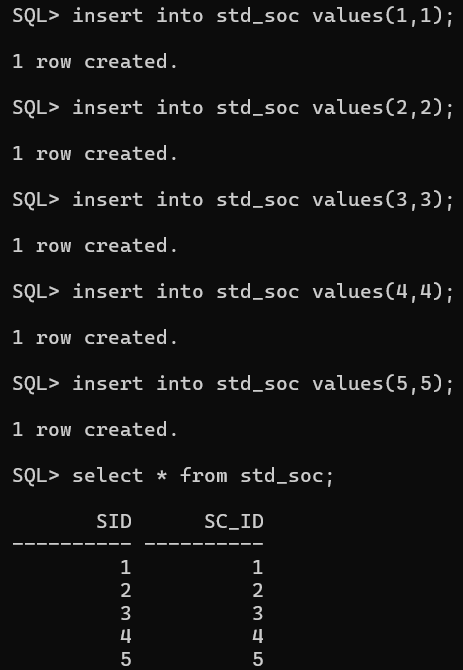 SQL> insert into std_soc values(1,1);
1 row created.
SQL> insert into std_soc values(2,2);
1 row created.
SQL> insert into std_soc values(3,3);
1 row created.
SQL> insert into std_soc values(4,4);
1 row created.
SQL> insert into std_soc values(5,5);
1 row created.
SQL> select * from std_soc;
       SID      SC_ID
---------- ----------
         1          1
         2          2
         3          3
         4          4
         5          5